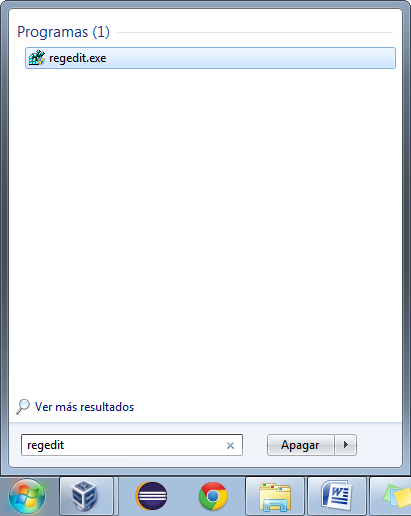 Programas (1)
regedit.exe
Ver más resultados
regedit
Apagar